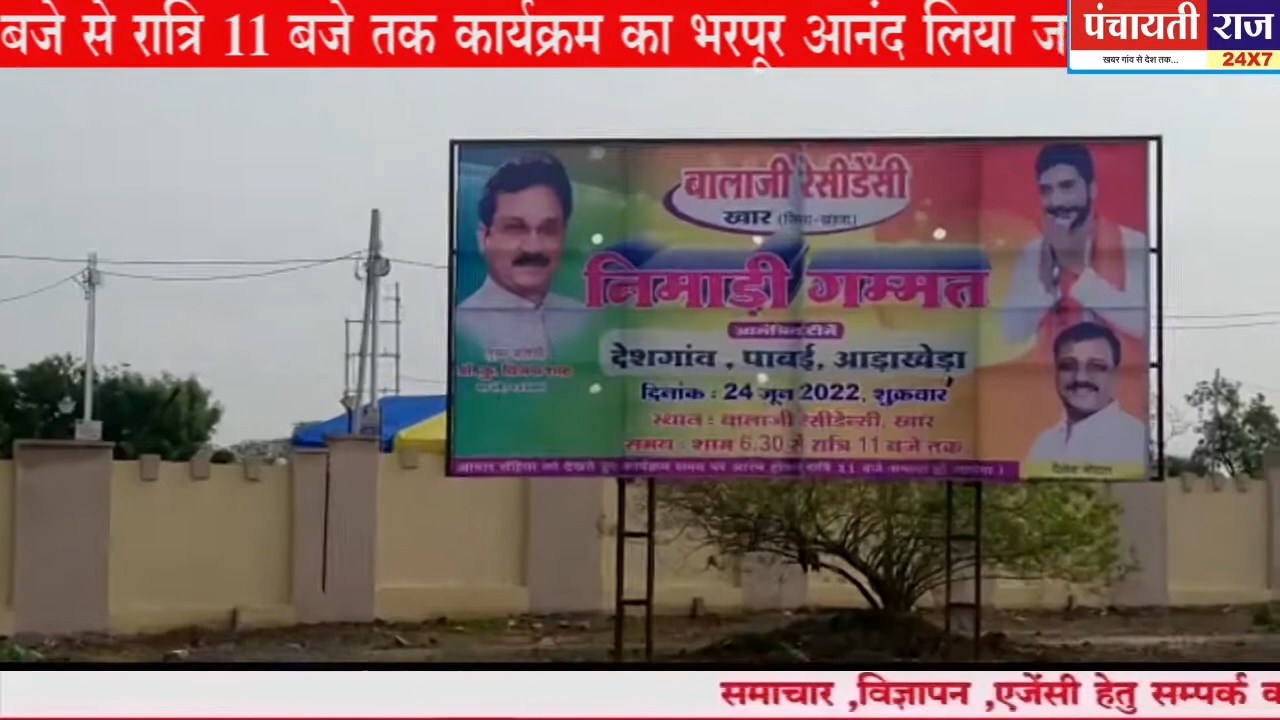 बजे से रात्रि 11 बजे तक कार्यक्रम का भरपूर आनंद लिया ज
पंचायती राज
खबर गांव से देश तक...
24X7
बालाजी रेसीडेंसी
खार
निमाड़ी गम्मत
आमंत्रित टीमें
देशगांव , पावई, आड़ाखेड़ा
दिनांक : 24 जून 2022, शुक्रवार
स्थान : बालाजी रेसीडेन्सी, खार
समय : शाम 6.30 से रात्रि 11 बजे तक
समाचार ,विज्ञापन ,एजेंसी हेतु सम्पर्क क